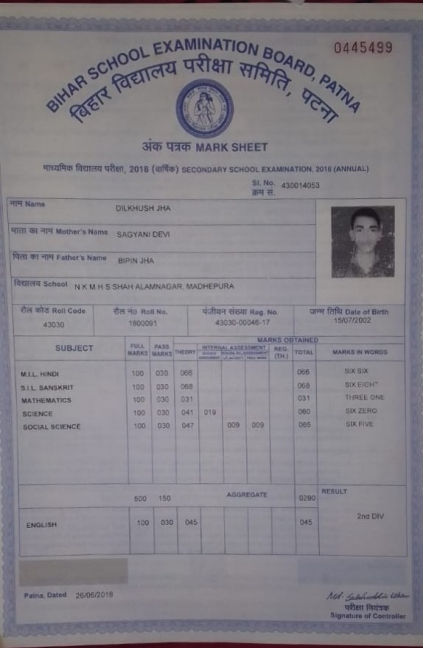 0445499
BIHAR SCHOOL EXAMINATION BOARD, PATNA
बिहार विद्यालय परीक्षा समिति, पटना
अंक पत्रक MARK SHEET
माध्यमिक विद्यालय परीक्षा, 2018 (वार्षिक) SECONDARY SCHOOL EXAMINATION, 2018 (ANNUAL)
Sl. No. 430014053
क्रम सं.
नाम Name DILKHUSH JHA
माता का नाम Mother's Name SAGYANI DEVI
पिता का नाम Father's Name BIPIN JHA
विद्यालय School N K M H S SHAH ALAMNAGAR, MADHEPURA
रौल कोड Roll Code रौल नं० Roll No. पंजीयन संख्या Reg. No. जन्म तिथि Date of Birth
43030 1800091 43030-00046-17 15/07/2002
SUBJECT FULL MARKS PASS MARKS THEORY INTERNAL ASSESSMENT REG. (TH.) TOTAL MARKS IN WORDS
MARKS OBTAINED
M.I.L. HINDI 100 030 066 066 SIX SIX
S.I.L. SANSKRIT 100 030 068 068 SIX EIGHT
MATHEMATICS 100 030 031 031 THREE ONE
SCIENCE 100 030 041 019 060 SIX ZERO
SOCIAL SCIENCE 100 030 047 009 009 065 SIX FIVE
500 150 AGGREGATE 0290 RESULT
2nd DIV
ENGLISH 100 030 045 045
Patna, Dated 26/06/2018
परीक्षा नियंत्रक
Signature of Controller